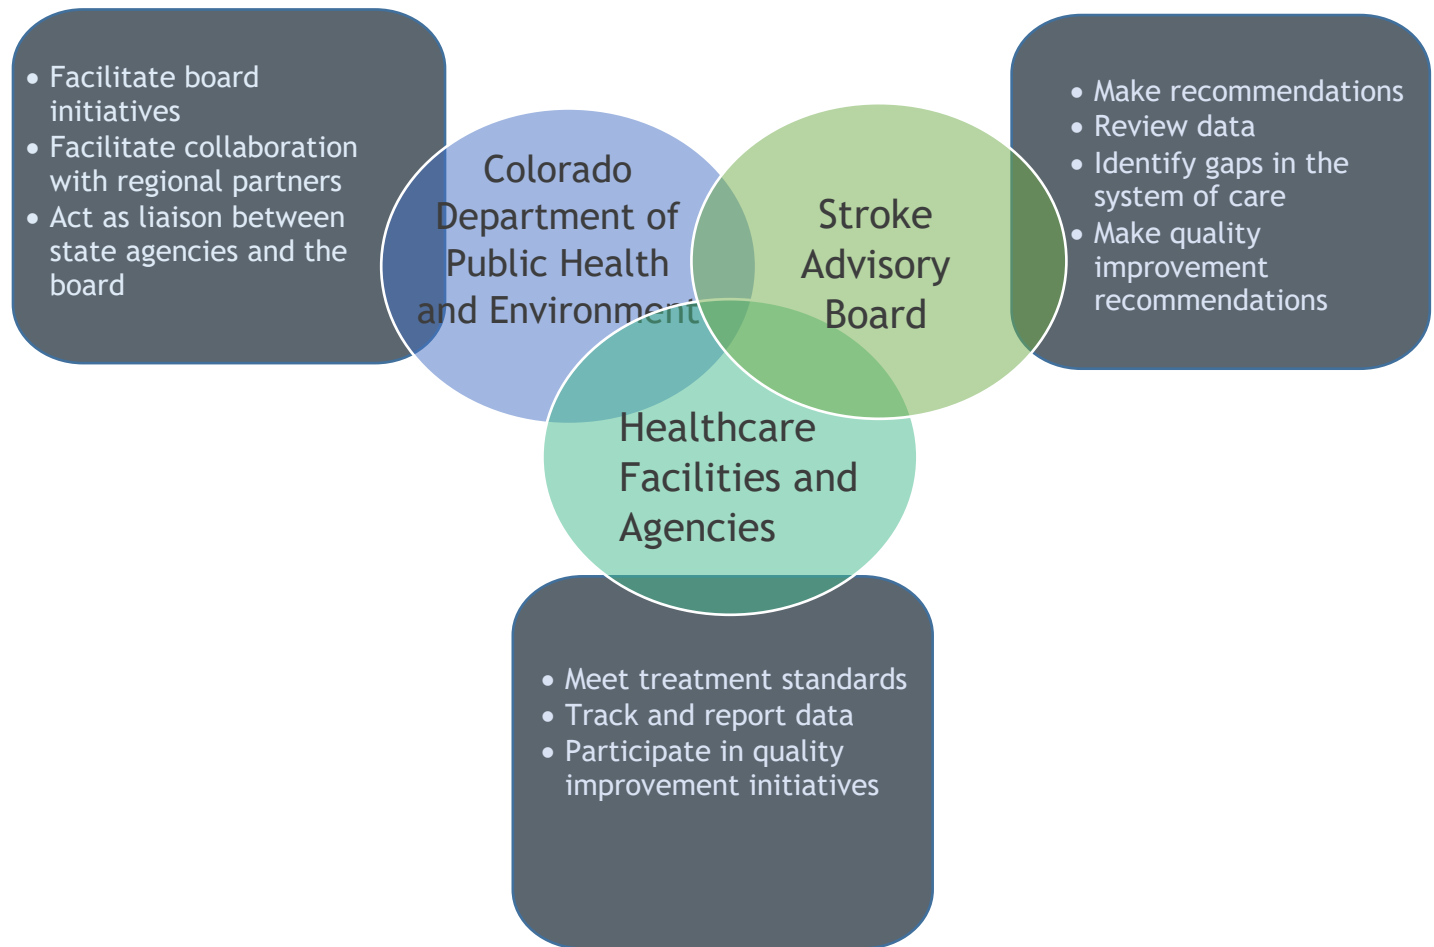 • Facilitate board
initiatives
• Facilitate collaboration
with regional partners
• Act as liaison between
state agencies and the
board
Colorado
Department of
Public Health
and Environment
Stroke
Advisory
Board
• Make recommendations
• Review data
• Identify gaps in the
system of care
• Make quality
improvement
recommendations
Healthcare
Facilities and
Agencies
• Meet treatment standards
• Track and report data
• Participate in quality
improvement initiatives